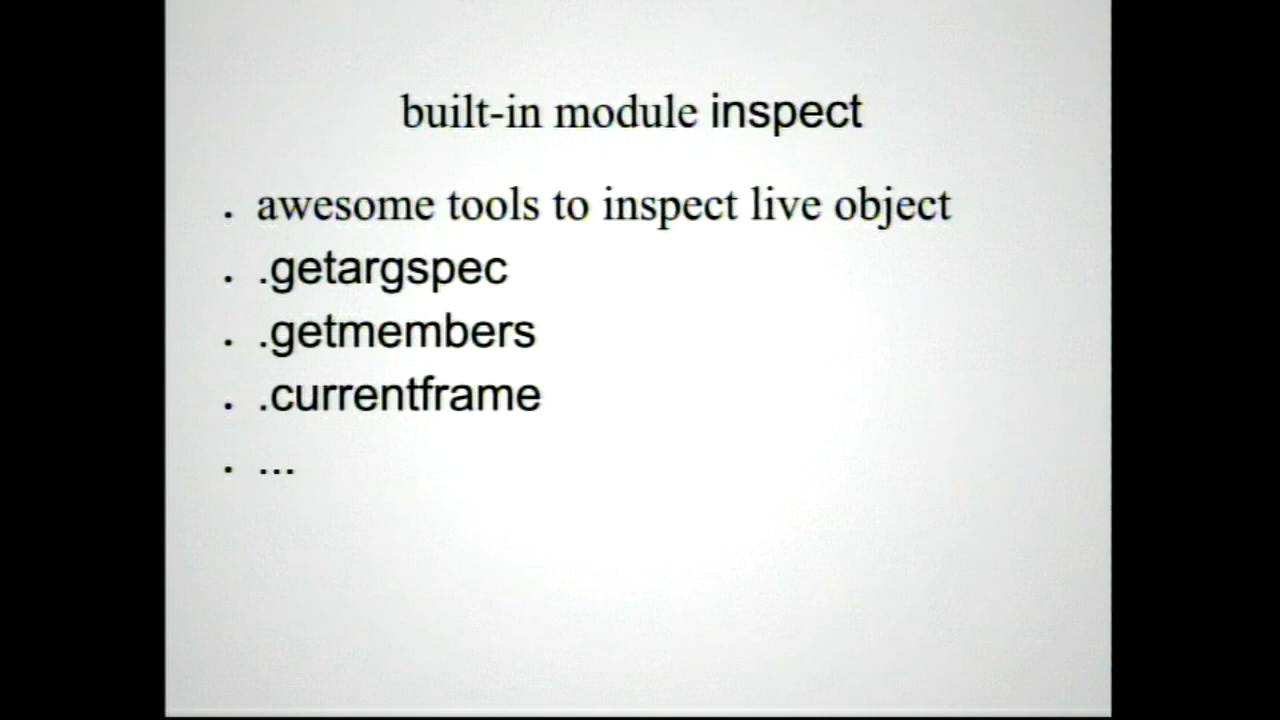 built-in module inspect
. awesome tools to inspect live object
. .getargspec
. .getmembers
. .currentframe
. ...